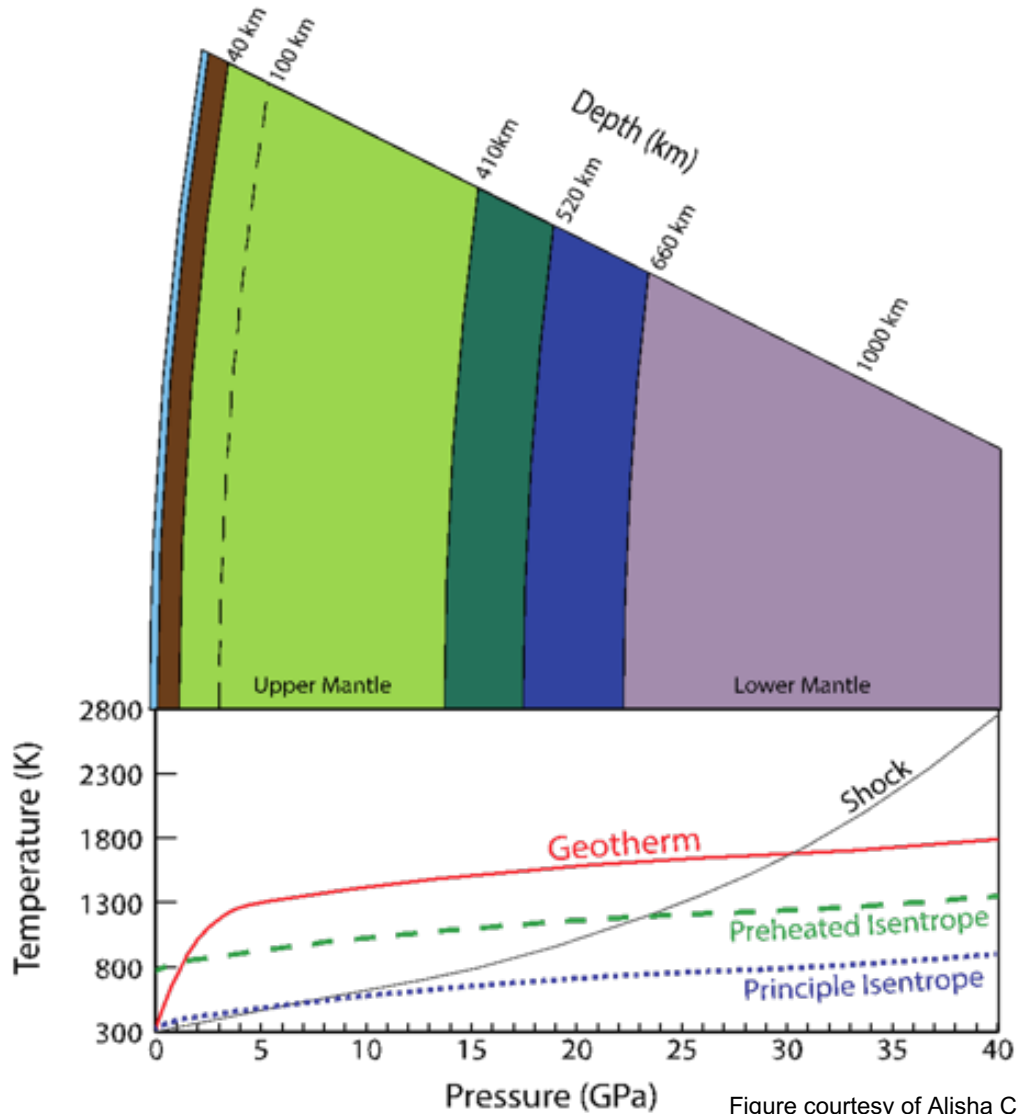 40 km
100 km
410km
520 km
660 km
1000 km
Depth (km)
Upper Mantle
Lower Mantle
2800
2300
1800
1300
800
300
Temperature (K)
Shock
Geotherm
Preheated Isentrope
Principle Isentrope
0
5
10
15
20
25
30
35
40
Pressure (GPa)
Figure courtesy of Alisha C